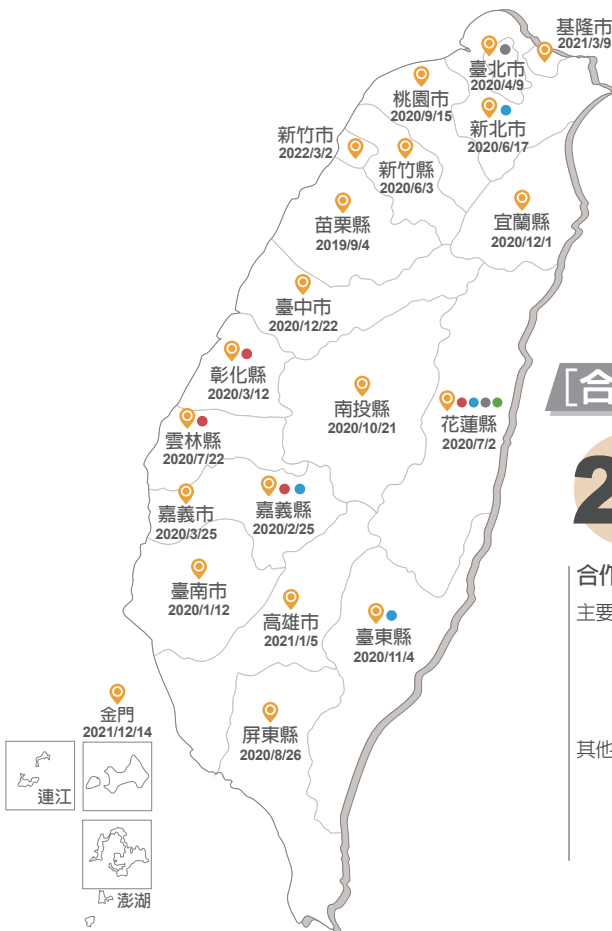 基隆市
2021/3/9
臺北市
2020/4/9
桃園市
2020/9/15
新北市
2020/6/17
新竹市
2022/3/2
新竹縣
2020/6/3
苗栗縣
2019/9/4
宜蘭縣
2020/12/1
臺中市
2020/12/22
彰化縣
2020/3/12
南投縣
2020/10/21
花蓮縣
2020/7/2
[合
雲林縣
2020/7/22
2
嘉義市
2020/3/25
嘉義縣
2020/2/25
臺南市
2020/1/12
合作
主要
高雄市
2021/1/5
臺東縣
2020/11/4
金門
2021/12/14
屏東縣
2020/8/26
其他
連江
澎湖